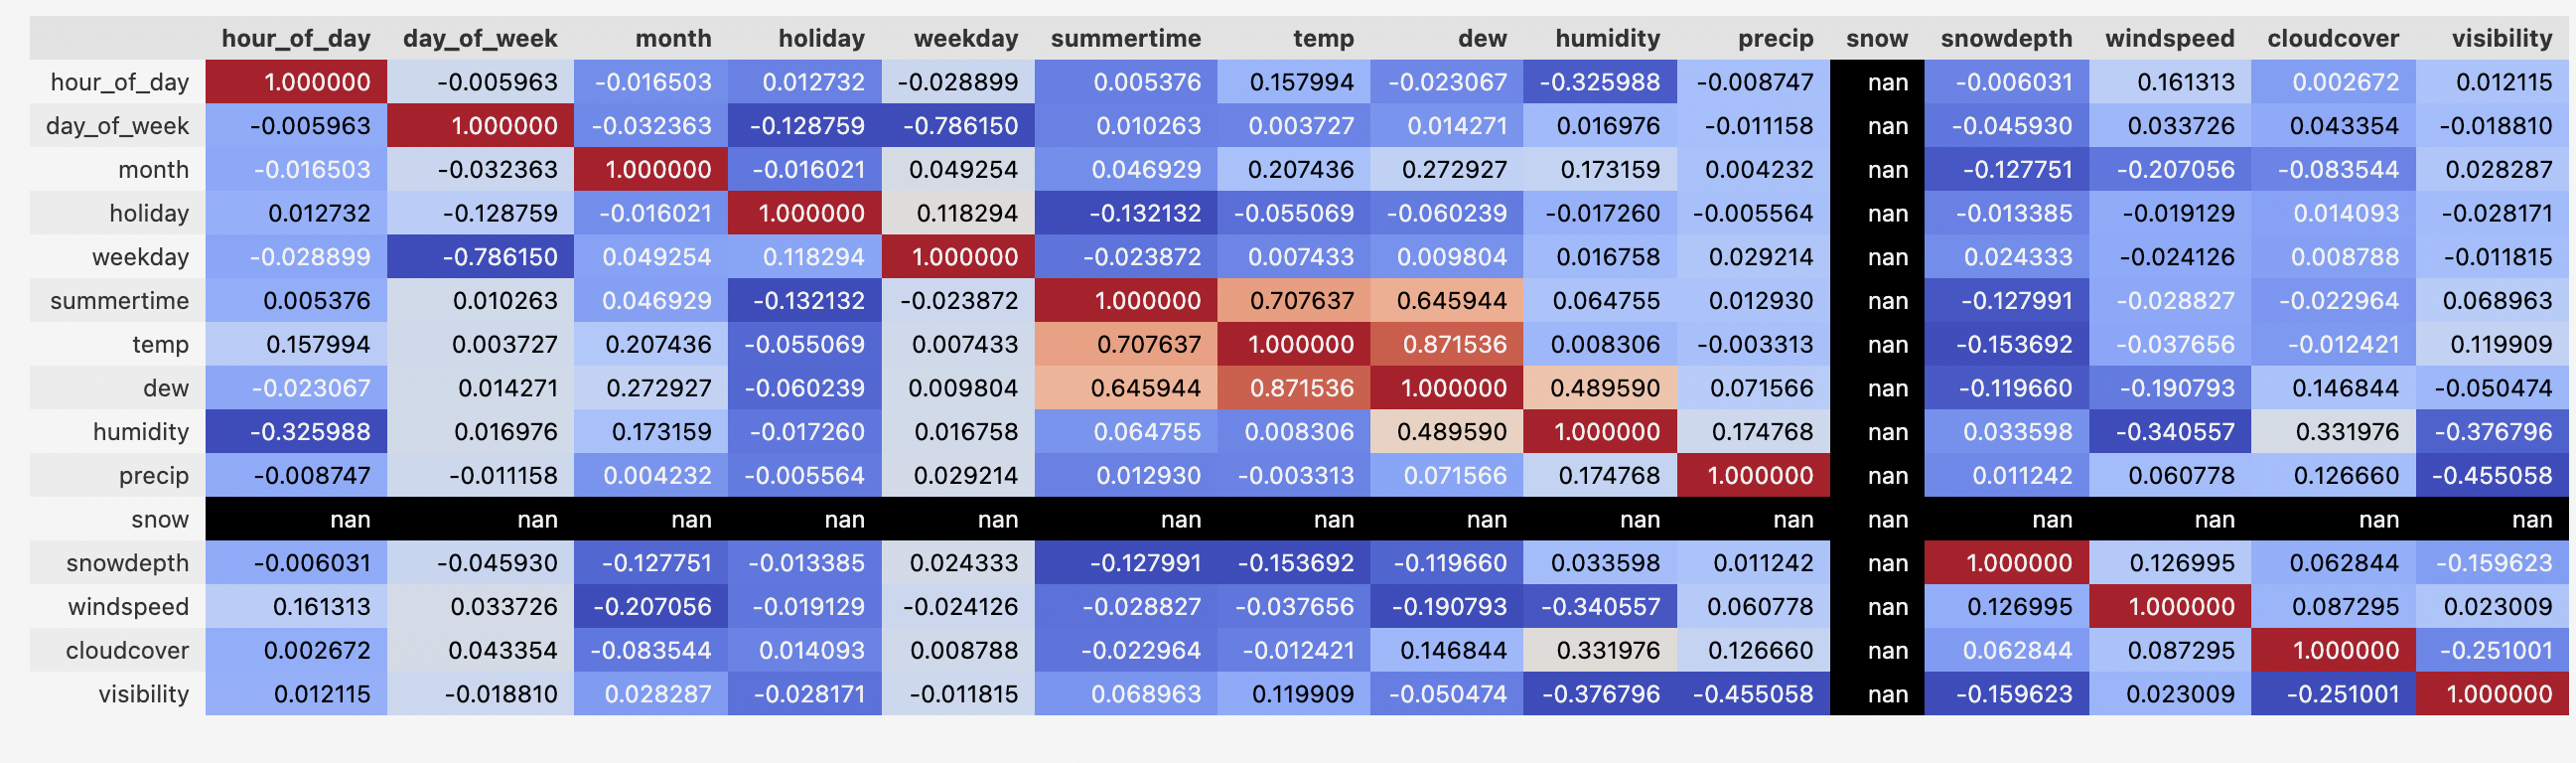 hour_of_day day_of_week month holiday weekday summertime temp dew humidity precip snow snowdepth windspeed cloudcover visibility
hour_of_day 1.000000 -0.005963 -0.016503 0.012732 -0.028899 0.005376 0.157994 -0.023067 -0.325988 -0.008747 nan -0.006031 0.161313 0.002672 0.012115
day_of_week -0.005963 1.000000 -0.032363 -0.128759 -0.786150 0.010263 0.003727 0.014271 0.016976 -0.011158 nan -0.045930 0.033726 0.043354 -0.018810
month -0.016503 -0.032363 1.000000 -0.016021 0.049254 0.046929 0.207436 0.272927 0.173159 0.004232 nan -0.127751 -0.207056 -0.083544 0.028287
holiday 0.012732 -0.128759 -0.016021 1.000000 0.118294 -0.132132 -0.055069 -0.060239 -0.017260 -0.005564 nan -0.013385 -0.019129 0.014093 -0.028171
weekday -0.028899 -0.786150 0.049254 0.118294 1.000000 -0.023872 0.007433 0.009804 0.016758 0.029214 nan 0.024333 -0.024126 0.008788 -0.011815
summertime 0.005376 0.010263 0.046929 -0.132132 -0.023872 1.000000 0.707637 0.645944 0.064755 0.012930 nan -0.127991 -0.028827 -0.022964 0.068963
temp 0.157994 0.003727 0.207436 -0.055069 0.007433 0.707637 1.000000 0.871536 0.008306 -0.003313 nan -0.153692 -0.037656 -0.012421 0.119909
dew -0.023067 0.014271 0.272927 -0.060239 0.009804 0.645944 0.871536 1.000000 0.489590 0.071566 nan -0.119660 -0.190793 0.146844 -0.050474
humidity -0.325988 0.016976 0.173159 -0.017260 0.016758 0.064755 0.008306 0.489590 1.000000 0.174768 nan 0.033598 -0.340557 0.331976 -0.376796
precip -0.008747 -0.011158 0.004232 -0.005564 0.029214 0.012930 -0.003313 0.071566 0.174768 1.000000 nan 0.011242 0.060778 0.126660 -0.455058
snow nan nan nan nan nan nan nan nan nan nan nan nan nan nan nan
snowdepth -0.006031 -0.045930 -0.127751 -0.013385 0.024333 -0.127991 -0.153692 -0.119660 0.033598 0.011242 nan 1.000000 0.126995 0.062844 -0.159623
windspeed 0.161313 0.033726 -0.207056 -0.019129 -0.024126 -0.028827 -0.037656 -0.190793 -0.340557 0.060778 nan 0.126995 1.000000 0.087295 0.023009
cloudcover 0.002672 0.043354 -0.083544 0.014093 0.008788 -0.022964 -0.012421 0.146844 0.331976 0.126660 nan 0.062844 0.087295 1.000000 -0.251001
visibility 0.012115 -0.018810 0.028287 -0.028171 -0.011815 0.068963 0.119909 -0.050474 -0.376796 -0.455058 nan -0.159623 0.023009 -0.251001 1.000000